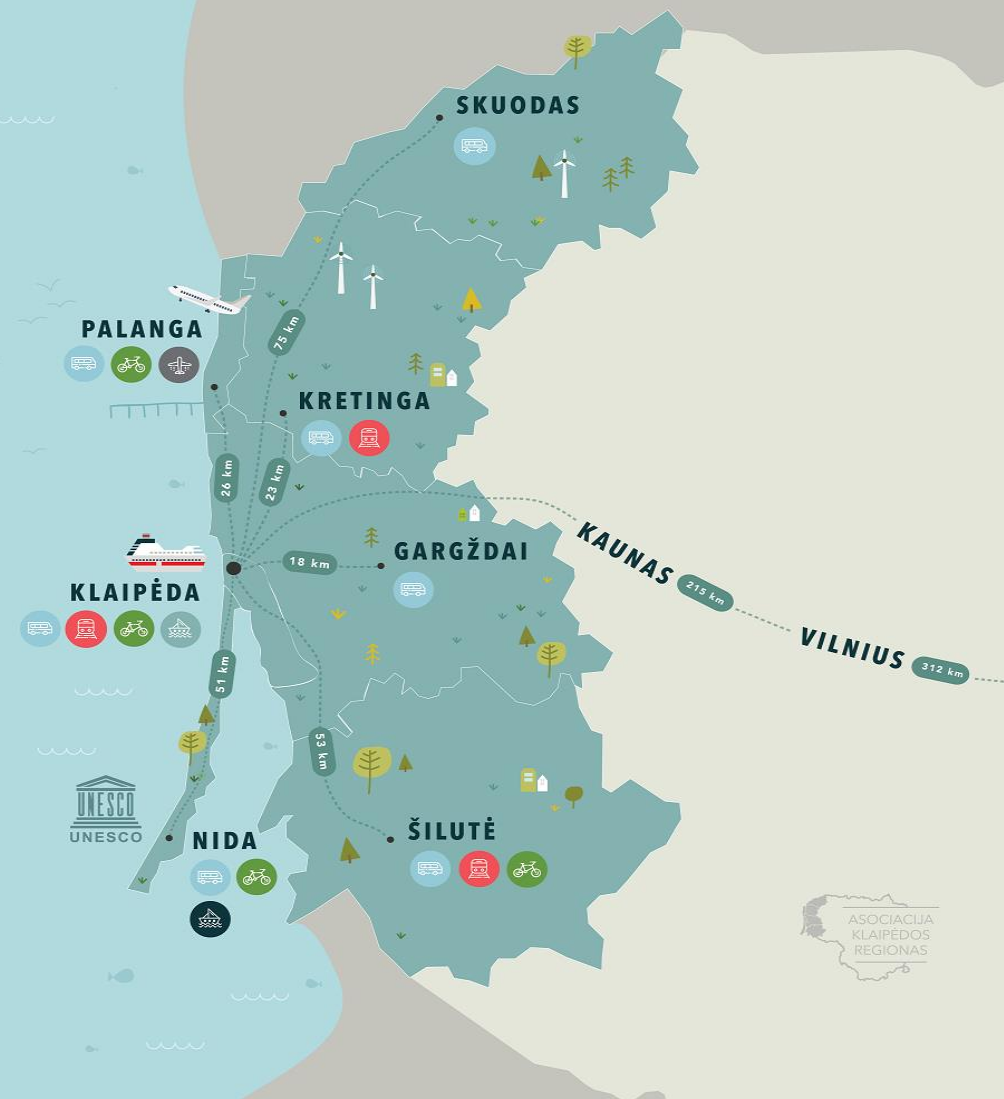 SKUODAS
PALANGA
75 km
KRETINGA
26 km
23 km
KAUNAS
215 km
GARGŽDAI
18 km
KLAIPĖDA
VILNIUS
312 km
51 km
53 km
UNESCO
UNESCO
NIDA
ŠILUTĖ
ASOCIACIJA
KLAIPĖDOS
REGIONAS